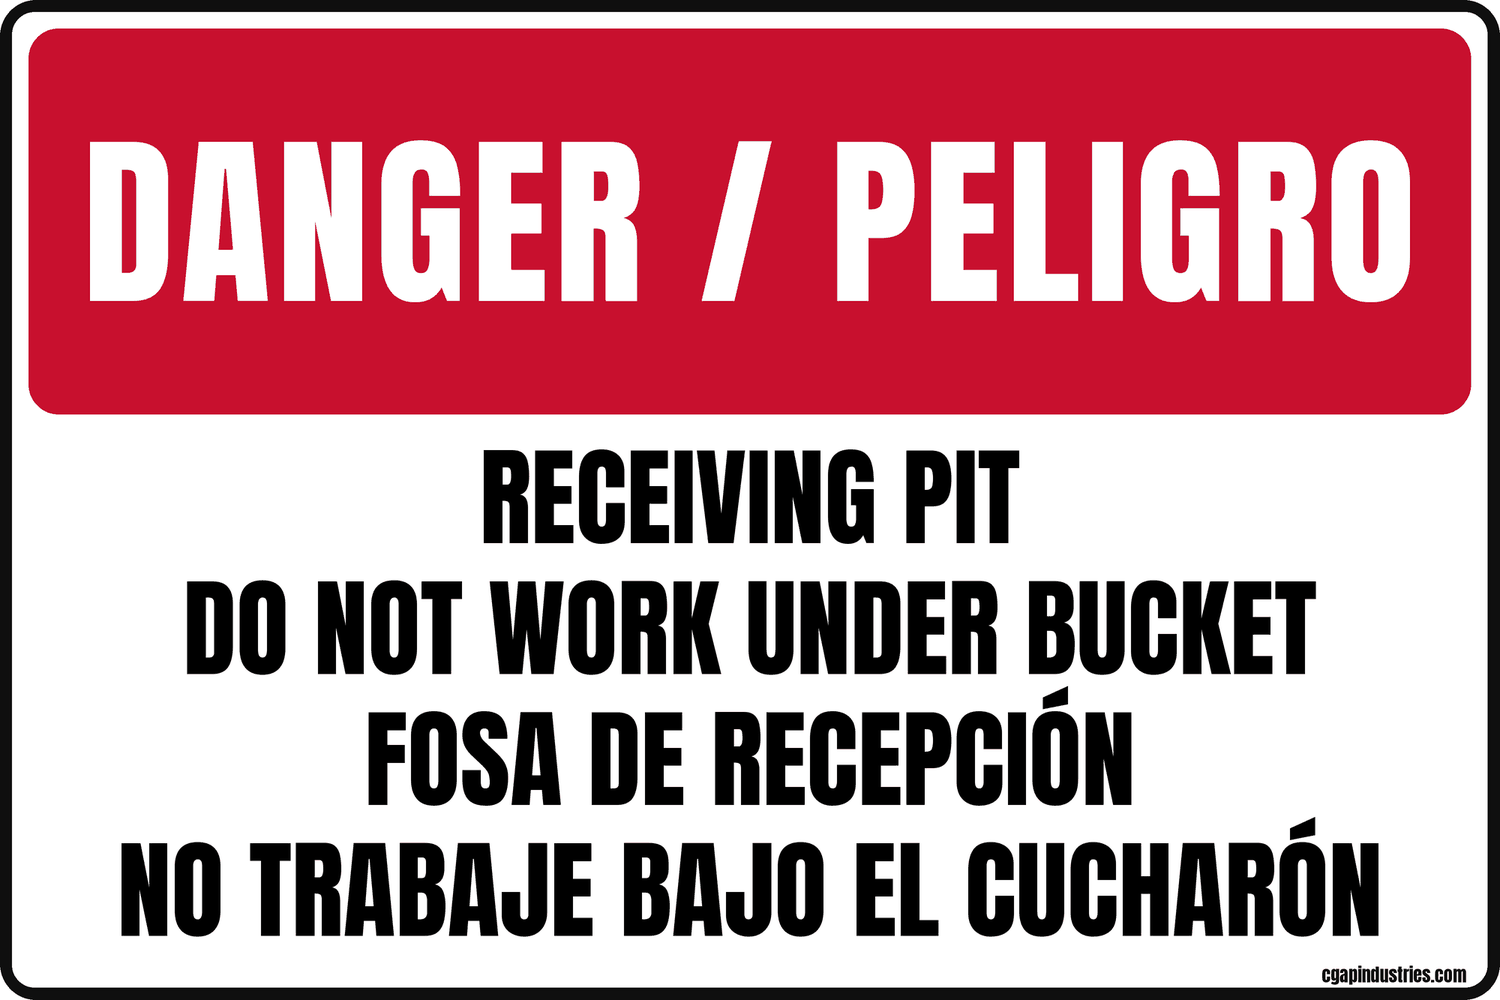 DANGER / PELIGRO
RECEIVING PIT
DO NOT WORK UNDER BUCKET
FOSA DE RECEPCIÓN
NO TRABAJE BAJO EL CUCHARÓN
cgapindustries.com